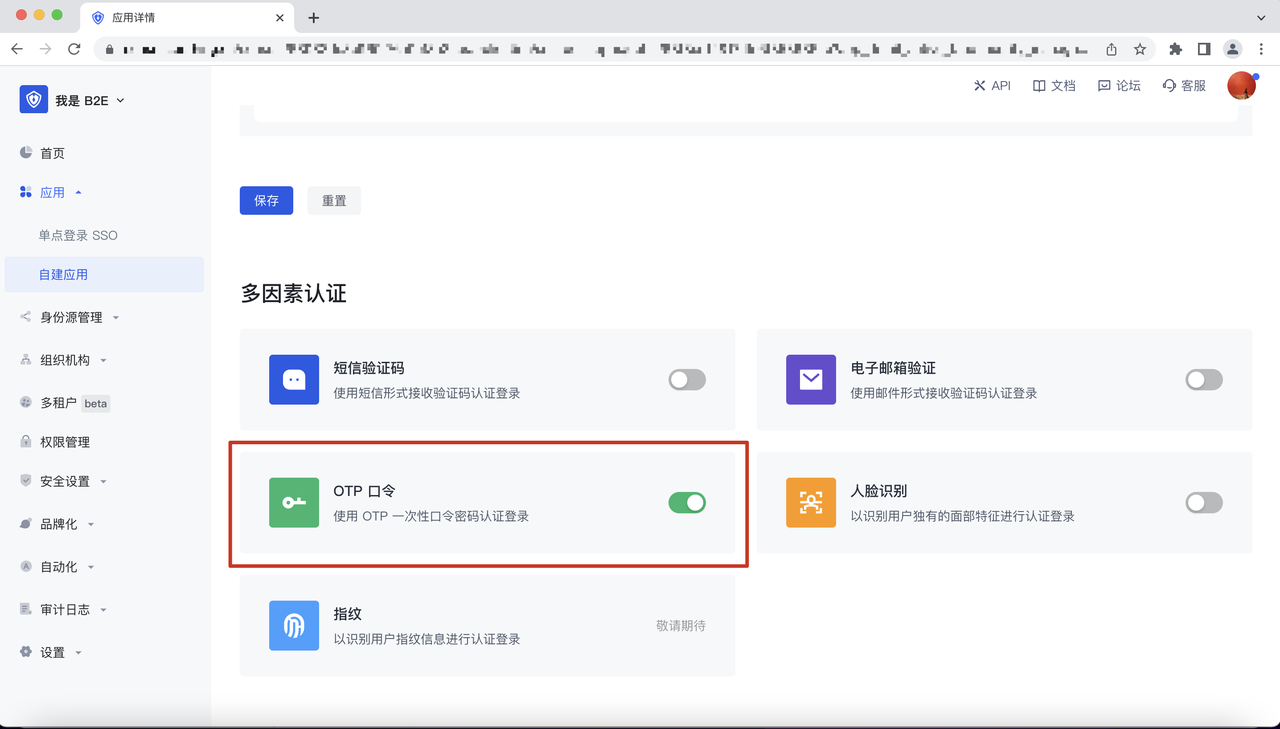 应用详情
我是 B2E
API
文档
论坛
客服
首页
应用
单点登录 SSO
自建应用
身份源管理
组织机构
多租户 beta
权限管理
安全设置
品牌化
自动化
审计日志
设置
保存
重置
多因素认证
短信验证码
使用短信形式接收验证码认证登录
电子邮箱验证
使用邮件形式接收验证码认证登录
OTP 口令
使用 OTP 一次性口令密码认证登录
人脸识别
以识别用户独有的面部特征进行认证登录
指纹
以识别用户指纹信息进行认证登录
敬请期待